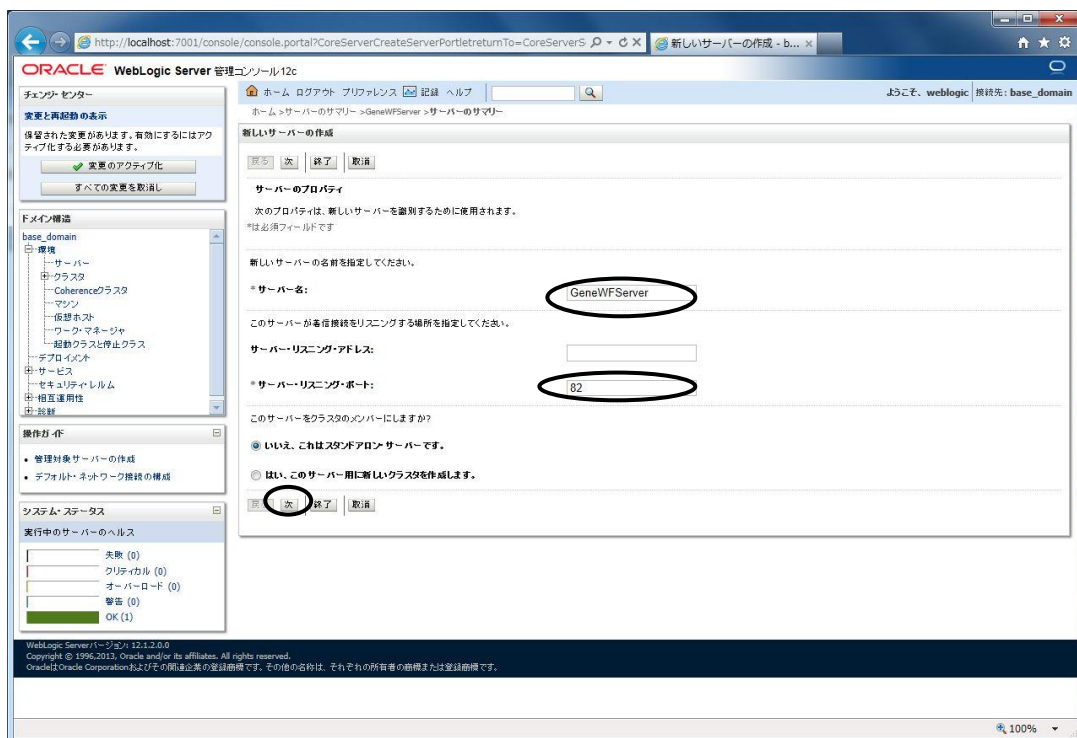 http://localhost:7001/console/console.portal?CoreServerCreateServerPortletreturnTo=CoreServerS
新しいサーバーの作成 - b...
ORACLE WebLogic Server 管理コンソール12c
チェンジ・センター
変更と再起動の表示
保留された変更があります。有効にするにはアク
ティブ化する必要があります。
変更のアクティブ化
すべての変更を取消し
ドメイン構造
base_domain
環境
サーバー
クラスタ
Coherenceクラスタ
マシン
仮想ホスト
ワーク・マネージャ
起動クラスと停止クラス
デプロイメント
サービス
セキュリティ・レルム
相互運用性
診断
操作ガイド
管理対象サーバーの作成
デフォルト・ネットワーク接続の構成
システム・ステータス
実行中のサーバーのヘルス
失敗 (0)
クリティカル (0)
オーバーロード (0)
警告 (0)
OK (1)
ホーム ログアウト プリファレンス 記録 ヘルプ
ようこそ、weblogic 接続先: base_domain
ホーム >サーバーのサマリー >GeneWFServer >サーバーのサマリー
新しいサーバーの作成
戻る 次 終了 取消
サーバーのプロパティ
次のプロパティは、新しいサーバーを識別するために使用されます。
*は必須フィールドです
新しいサーバーの名前を指定してください。
*サーバー名: GeneWFServer
このサーバーが着信接続をリスニングする場所を指定してください。
サーバー・リスニング・アドレス:
*サーバー・リスニング・ポート: 82
このサーバーをクラスタのメンバーにしますか?
いいえ、これはスタンドアロン・サーバーです。
はい、このサーバー用に新しいクラスタを作成します。
戻る 次 終了 取消
WebLogic Serverバージョン: 12.1.2.0.0
Copyright © 1996,2013, Oracle and/or its affiliates. All rights reserved.
OracleはOracle Corporationおよびその関連企業の登録商標です。その他の名称は、それぞれの所有者の商標または登録商標です。
100%